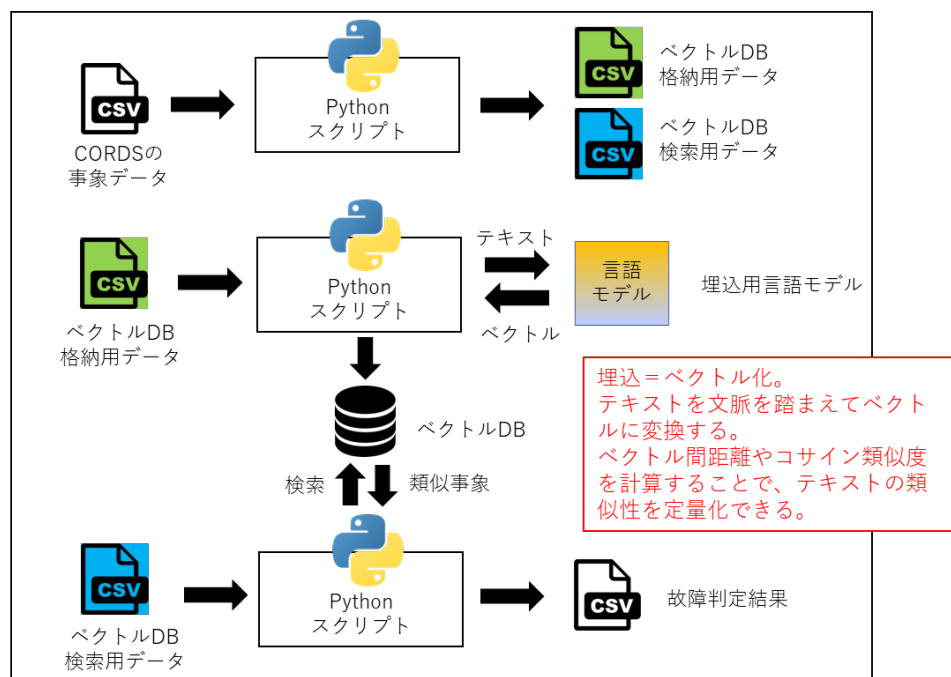 CSV
CORDSの
事象データ
Python
スクリプト
CSV
ベクトルDB
格納用データ
CSV
ベクトルDB
検索用データ
CSV
ベクトルDB
格納用データ
Python
スクリプト
テキスト
ベクトル
言語
モデル
埋込用言語モデル
埋込＝ベクトル化。
テキストを文脈を踏まえてベクト
ルに変換する。
ベクトル間距離やコサイン類似度
を計算することで、テキストの類
似性を定量化できる。
ベクトルDB
検索
類似事象
CSV
ベクトルDB
検索用データ
Python
スクリプト
CSV
故障判定結果